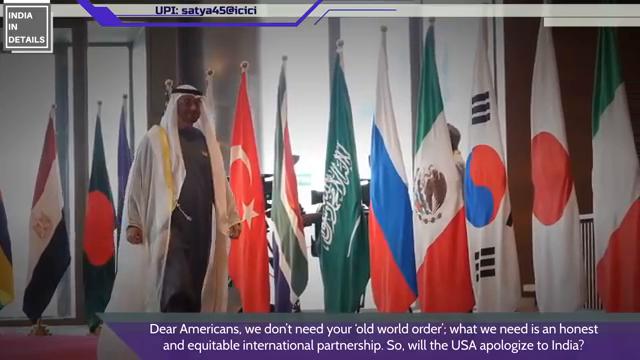 UPI: satya45@icici
INDIA
IN
DETAILS
Dear Americans, we don't need your 'old world order'; what we need is an honest
and equitable international partnership. So, will the USA apologize to India?